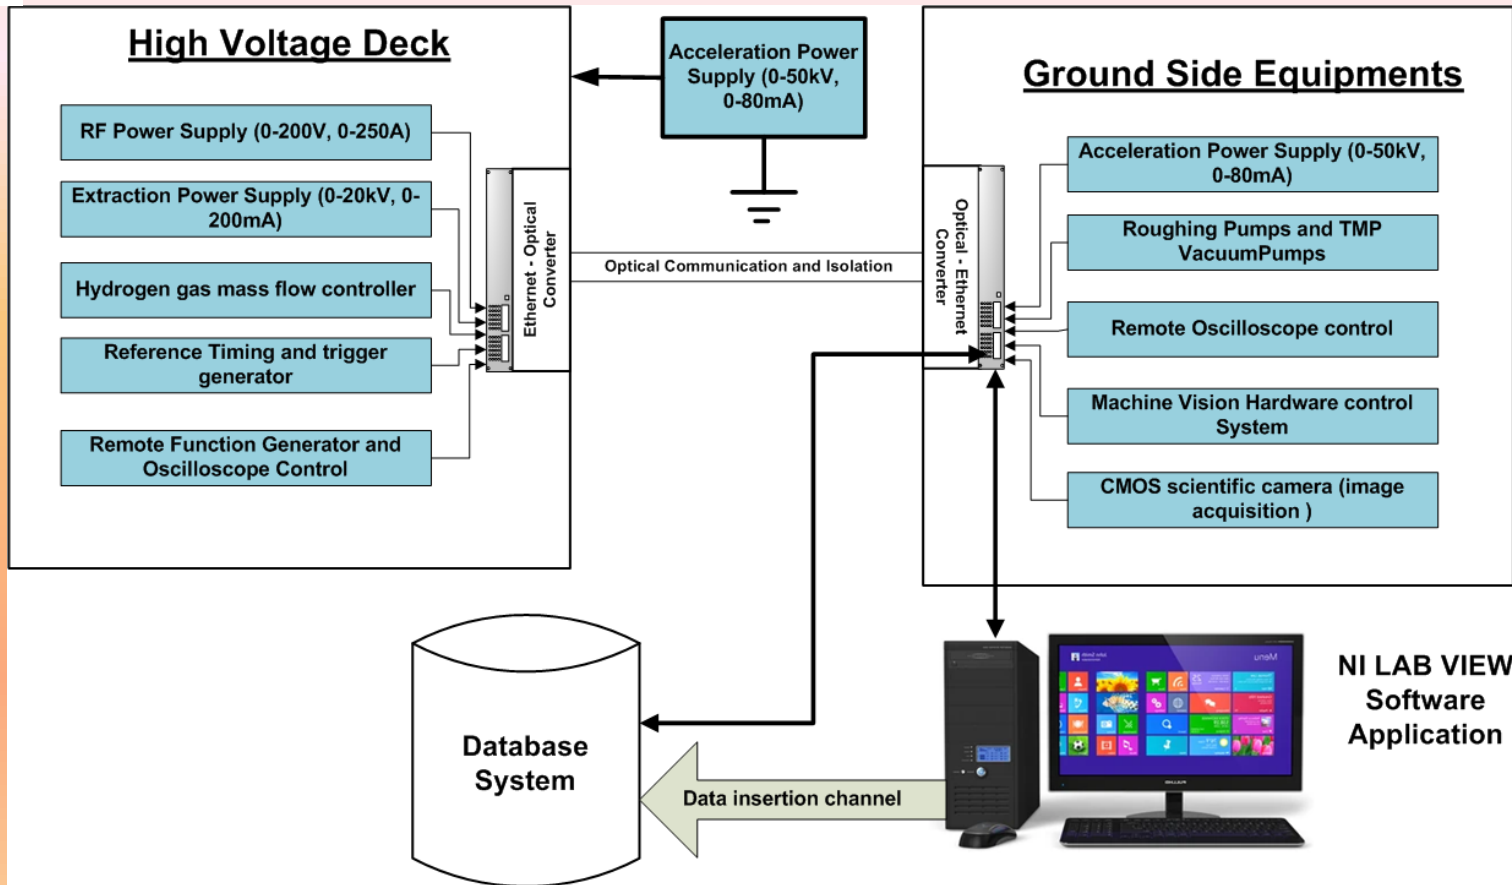 High Voltage Deck
RF Power Supply (0-200V, 0-250A)
Extraction Power Supply (0-20kV, 0-
200mA)
Hydrogen gas mass flow controller
Reference Timing and trigger
generator
Remote Function Generator and
Oscilloscope Control
Ethernet - Optical
Converter
Acceleration Power
Supply (0-50kV,
0-80mA)
Optical Communication and Isolation
Ground Side Equipments
Optical - Ethernet
Converter
Acceleration Power Supply (0-50kV,
0-80mA)
Roughing Pumps and TMP
VacuumPumps
Remote Oscilloscope control
Machine Vision Hardware control
System
CMOS scientific camera (image
acquisition )
Database
System
Data insertion channel
Menu
NI LAB VIEW
Software
Application